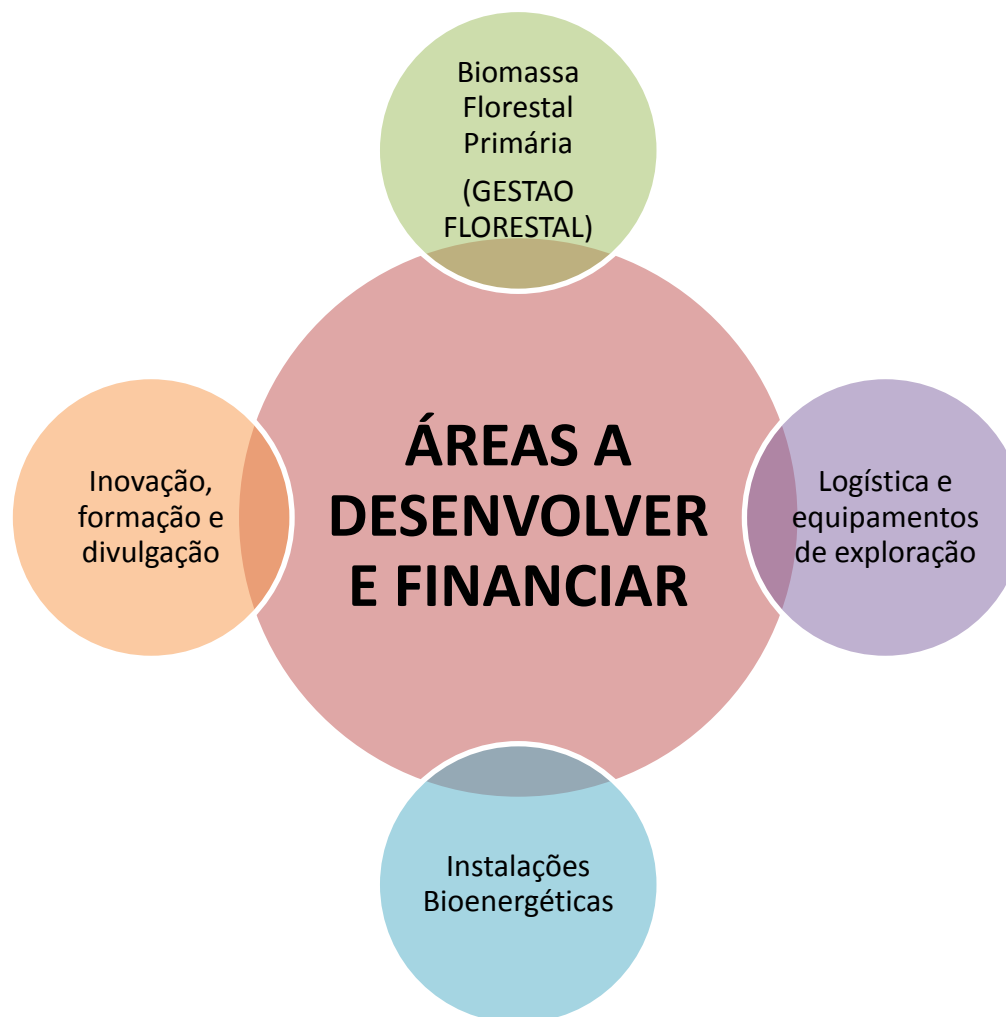 Biomassa
Florestal
Primária
(GESTAO
FLORESTAL)
Inovação,
formação e
divulgação
ÁREAS A
DESENVOLVER
E FINANCIAR
Logística e
equipamentos
de exploração
Instalações
Bioenergéticas